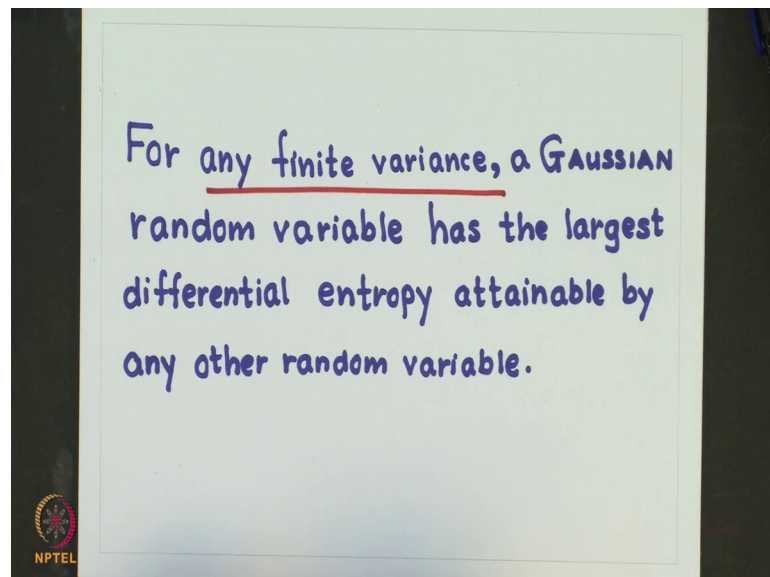 For any finite variance, a GAUSSIAN
random variable has the largest
differential entropy attainable by
any other random variable.
NPTEL